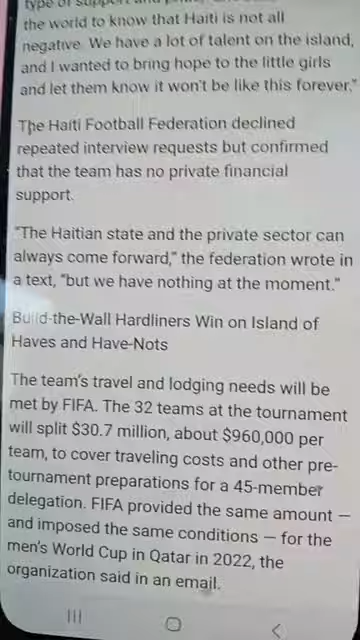 type of support and
the world to know that Haiti is not all
negative. We have a lot of talent on the island,
and I wanted to bring hope to the little girls
and let them know it won't be like this forever."
The Haiti Football Federation declined
repeated interview requests but confirmed
that the team has no private financial
support.
"The Haitian state and the private sector can
always come forward," the federation wrote in
a text, "but we have nothing at the moment."
Build-the-Wall Hardliners Win on Island of
Haves and Have-Nots
The team's travel and lodging needs will be
met by FIFA. The 32 teams at the tournament
will split $30.7 million, about $960,000 per
team, to cover traveling costs and other pre-
tournament preparations for a 45-member
delegation. FIFA provided the same amount —
and imposed the same conditions — for the
men's World Cup in Qatar in 2022, the
organization said in an email.